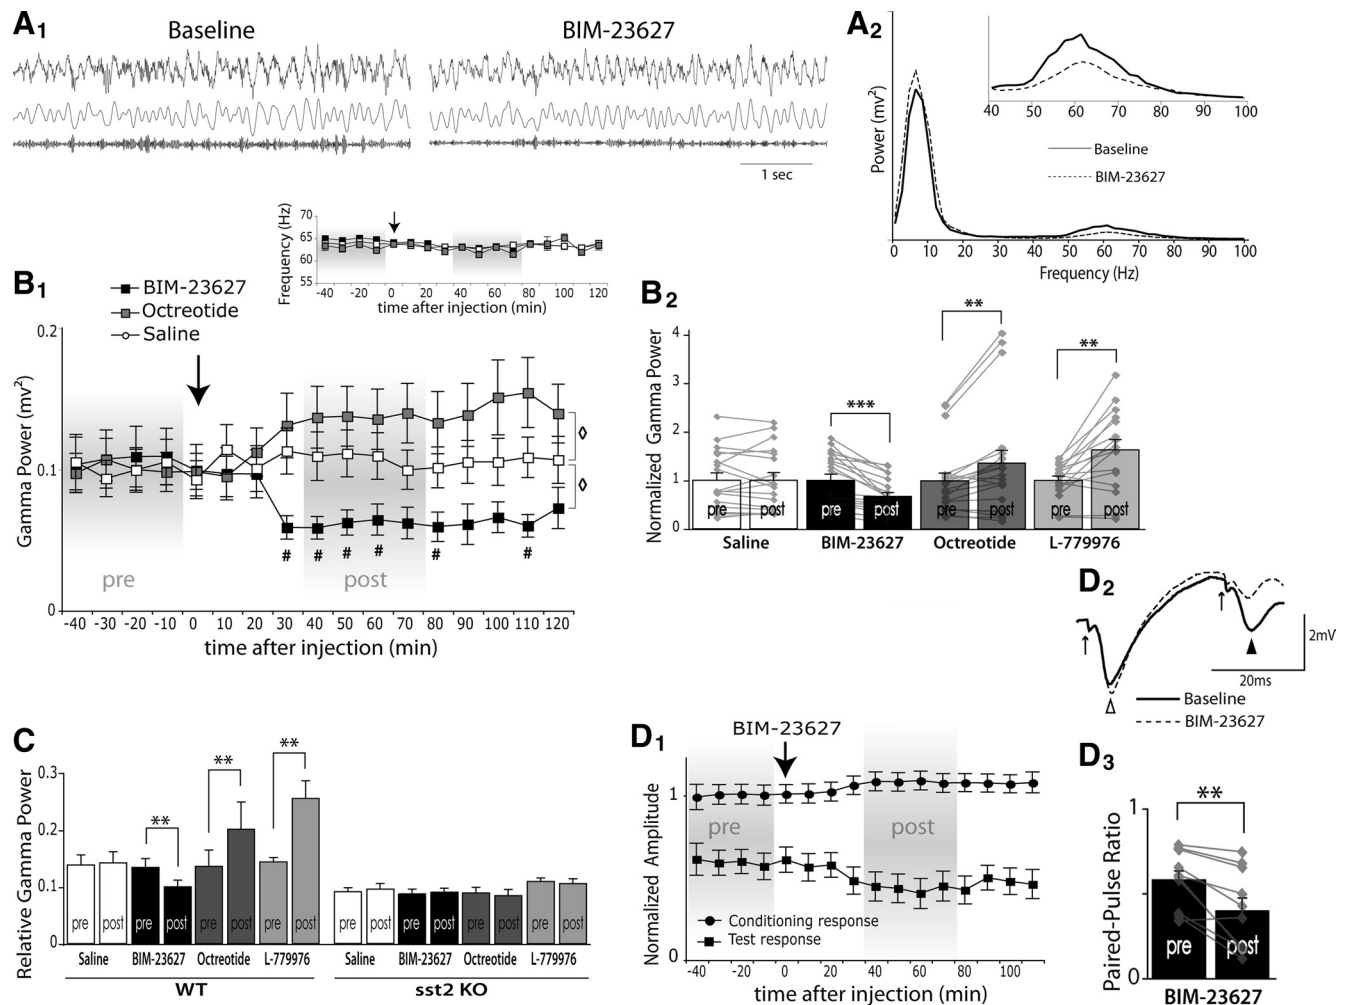 A1
Baseline
BIM-23627
1 sec
A2
Power (mv²)
40 50 60 70 80 90 100
Baseline
BIM-23627
0 10 20 30 40 50 60 70 80 90 100
Frequency (Hz)
B1
Frequency (Hz)
70
65
60
55
-40 -20 0 20 40 60 80 100 120
time after injection (min)
BIM-23627
Octreotide
Saline
Gamma Power (mv²)
0.2
0.1
0
◊
◊
# # # # # #
pre
post
-40 -30 -20 -10 0 10 20 30 40 50 60 70 80 90 100 110 120
time after injection (min)
B2
Normalized Gamma Power
4
3
2
1
0
***
**
**
pre post pre post pre post pre post
Saline BIM-23627 Octreotide L-779976
C
Relative Gamma Power
0.3
0.2
0.1
0
**
**
**
pre post pre post pre post pre post pre post pre post pre post pre post
Saline BIM-23627 Octreotide L-779976 Saline BIM-23627 Octreotide L-779976
WT sst2 KO
D1
BIM-23627
Normalized Amplitude
1
0
pre
post
Conditioning response
Test response
-40 -20 0 20 40 60 80 100
time after injection (min)
D2
2mV
20ms
Baseline
BIM-23627
D3
Paired-Pulse Ratio
1
0
**
pre post
BIM-23627